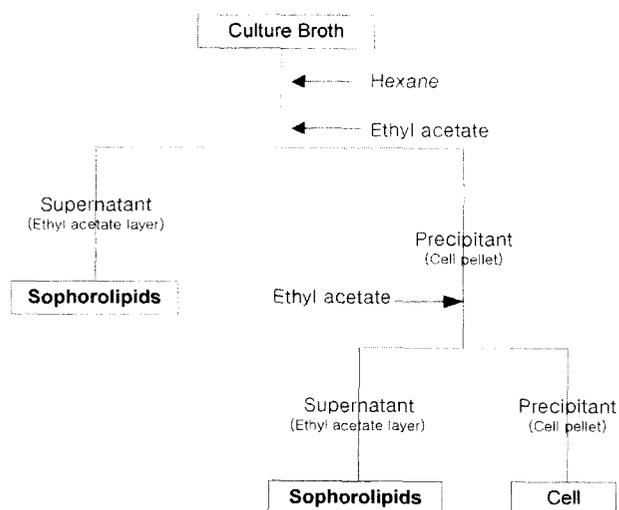 Culture Broth
Hexane
Ethyl acetate
Supernatant
(Ethyl acetate layer)
Sophorolipids
Precipitant
(Cell pellet)
Ethyl acetate
Supernatant
(Ethyl acetate layer)
Precipitant
(Cell pellet)
Sophorolipids
Cell